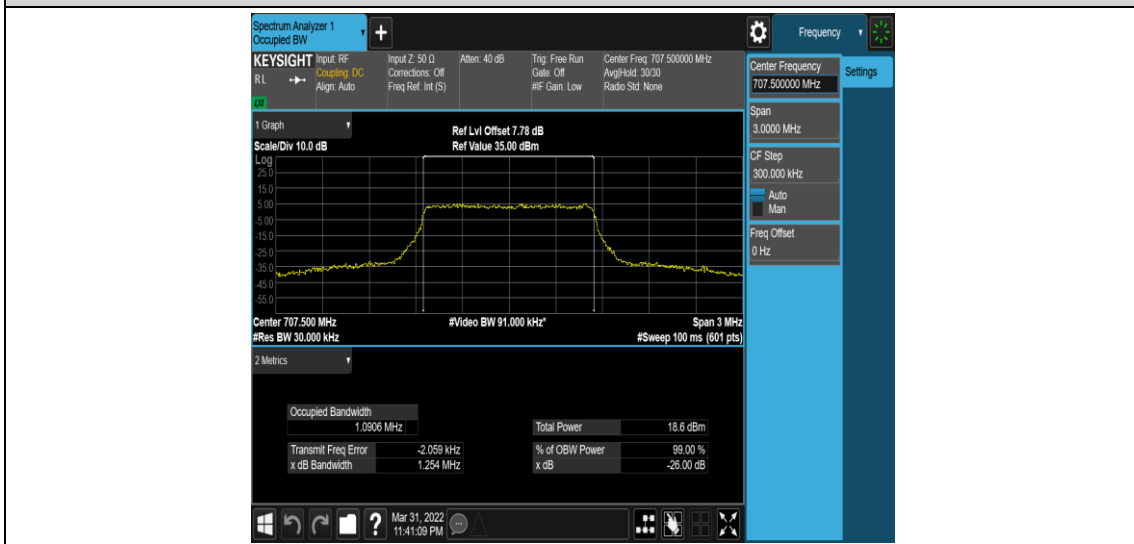 Spectrum Analyzer 1
Occupied BW
+
Frequency
KEYSIGHT
RL
LXI
Input: RF
Coupling: DC
Align: Auto
Input Z: 50 Ω
Corrections: Off
Freq Ref: Int (S)
Atten: 40 dB
Trig: Free Run
Gate: Off
#IF Gain: Low
Center Freq: 707.500000 MHz
Avg|Hold: 30/30
Radio Std: None
Center Frequency
707.500000 MHz
Settings
Span
3.0000 MHz
CF Step
300.000 kHz
Auto
Man
Freq Offset
0 Hz
1 Graph
Scale/Div 10.0 dB
Ref Lvl Offset 7.78 dB
Ref Value 35.00 dBm
Log
25.0
15.0
5.00
-5.00
-15.0
-25.0
-35.0
-45.0
-55.0
Center 707.500 MHz
#Res BW 30.000 kHz
#Video BW 91.000 kHz*
Span 3 MHz
#Sweep 100 ms (601 pts)
2 Metrics
Occupied Bandwidth
1.0906 MHz
Transmit Freq Error -2.059 kHz
x dB Bandwidth 1.254 MHz
Total Power 18.6 dBm
% of OBW Power 99.00 %
x dB -26.00 dB
?
Mar 31, 2022
11:41:09 PM